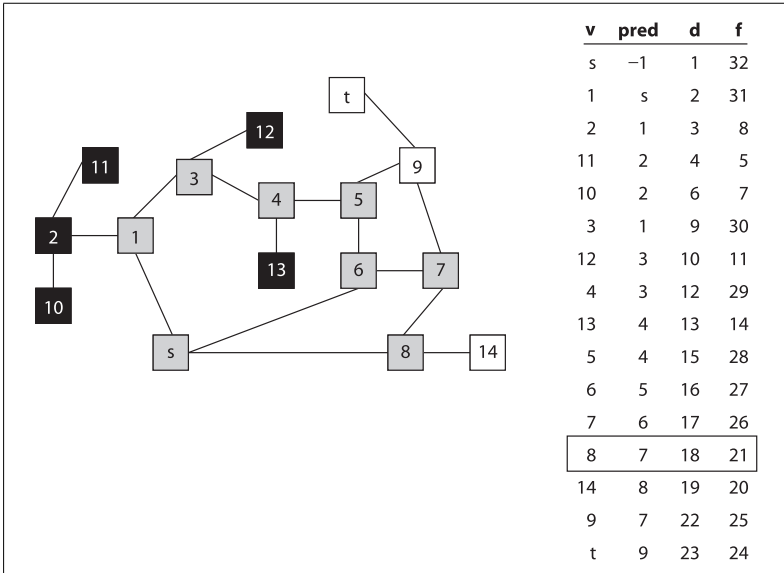 t
12
11
3
9
4
5
2
1
13
6
7
10
s
8
14
v pred d f
s −1 1 32
1 s 2 31
2 1 3 8
11 2 4 5
10 2 6 7
3 1 9 30
12 3 10 11
4 3 12 29
13 4 13 14
5 4 15 28
6 5 16 27
7 6 17 26
8 7 18 21
14 8 19 20
9 7 22 25
t 9 23 24